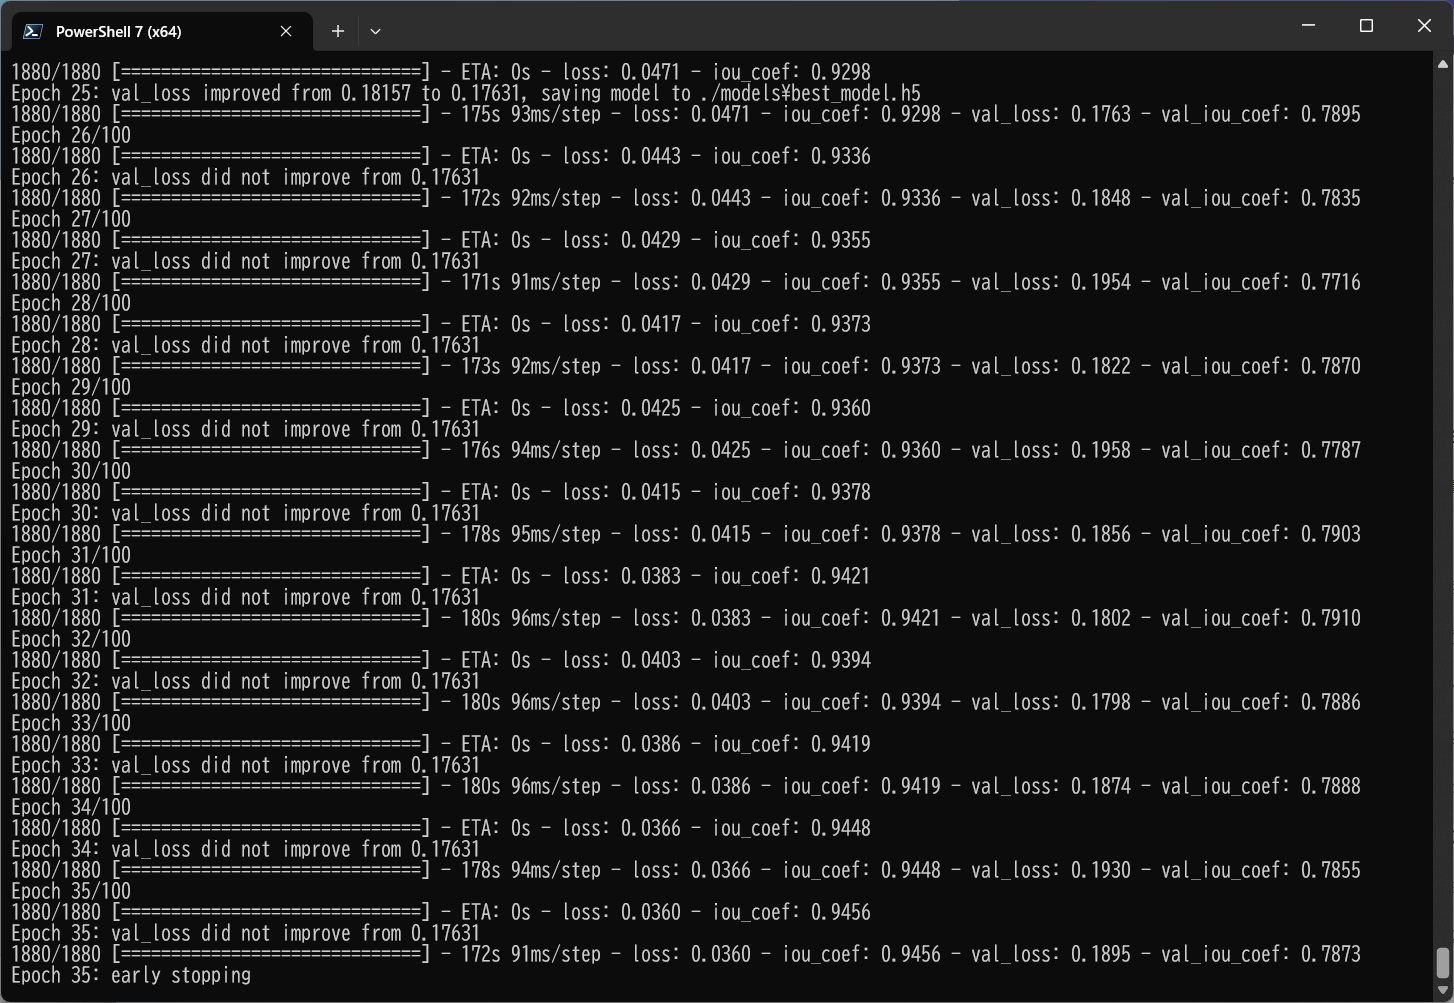 PowerShell 7 (x64)
1880/1880 [==============================] - ETA: 0s - loss: 0.0471 - iou_coef: 0.9298
Epoch 25: val_loss improved from 0.18157 to 0.17631, saving model to ./models¥best_model.h5
1880/1880 [==============================] - 175s 93ms/step - loss: 0.0471 - iou_coef: 0.9298 - val_loss: 0.1763 - val_iou_coef: 0.7895
Epoch 26/100
1880/1880 [==============================] - ETA: 0s - loss: 0.0443 - iou_coef: 0.9336
Epoch 26: val_loss did not improve from 0.17631
1880/1880 [==============================] - 172s 92ms/step - loss: 0.0443 - iou_coef: 0.9336 - val_loss: 0.1848 - val_iou_coef: 0.7835
Epoch 27/100
1880/1880 [==============================] - ETA: 0s - loss: 0.0429 - iou_coef: 0.9355
Epoch 27: val_loss did not improve from 0.17631
1880/1880 [==============================] - 171s 91ms/step - loss: 0.0429 - iou_coef: 0.9355 - val_loss: 0.1954 - val_iou_coef: 0.7716
Epoch 28/100
1880/1880 [==============================] - ETA: 0s - loss: 0.0417 - iou_coef: 0.9373
Epoch 28: val_loss did not improve from 0.17631
1880/1880 [==============================] - 173s 92ms/step - loss: 0.0417 - iou_coef: 0.9373 - val_loss: 0.1822 - val_iou_coef: 0.7870
Epoch 29/100
1880/1880 [==============================] - ETA: 0s - loss: 0.0425 - iou_coef: 0.9360
Epoch 29: val_loss did not improve from 0.17631
1880/1880 [==============================] - 176s 94ms/step - loss: 0.0425 - iou_coef: 0.9360 - val_loss: 0.1958 - val_iou_coef: 0.7787
Epoch 30/100
1880/1880 [==============================] - ETA: 0s - loss: 0.0415 - iou_coef: 0.9378
Epoch 30: val_loss did not improve from 0.17631
1880/1880 [==============================] - 178s 95ms/step - loss: 0.0415 - iou_coef: 0.9378 - val_loss: 0.1856 - val_iou_coef: 0.7903
Epoch 31/100
1880/1880 [==============================] - ETA: 0s - loss: 0.0383 - iou_coef: 0.9421
Epoch 31: val_loss did not improve from 0.17631
1880/1880 [==============================] - 180s 96ms/step - loss: 0.0383 - iou_coef: 0.9421 - val_loss: 0.1802 - val_iou_coef: 0.7910
Epoch 32/100
1880/1880 [==============================] - ETA: 0s - loss: 0.0403 - iou_coef: 0.9394
Epoch 32: val_loss did not improve from 0.17631
1880/1880 [==============================] - 180s 96ms/step - loss: 0.0403 - iou_coef: 0.9394 - val_loss: 0.1798 - val_iou_coef: 0.7886
Epoch 33/100
1880/1880 [==============================] - ETA: 0s - loss: 0.0386 - iou_coef: 0.9419
Epoch 33: val_loss did not improve from 0.17631
1880/1880 [==============================] - 180s 96ms/step - loss: 0.0386 - iou_coef: 0.9419 - val_loss: 0.1874 - val_iou_coef: 0.7888
Epoch 34/100
1880/1880 [==============================] - ETA: 0s - loss: 0.0366 - iou_coef: 0.9448
Epoch 34: val_loss did not improve from 0.17631
1880/1880 [==============================] - 178s 94ms/step - loss: 0.0366 - iou_coef: 0.9448 - val_loss: 0.1930 - val_iou_coef: 0.7855
Epoch 35/100
1880/1880 [==============================] - ETA: 0s - loss: 0.0360 - iou_coef: 0.9456
Epoch 35: val_loss did not improve from 0.17631
1880/1880 [==============================] - 172s 91ms/step - loss: 0.0360 - iou_coef: 0.9456 - val_loss: 0.1895 - val_iou_coef: 0.7873
Epoch 35: early stopping